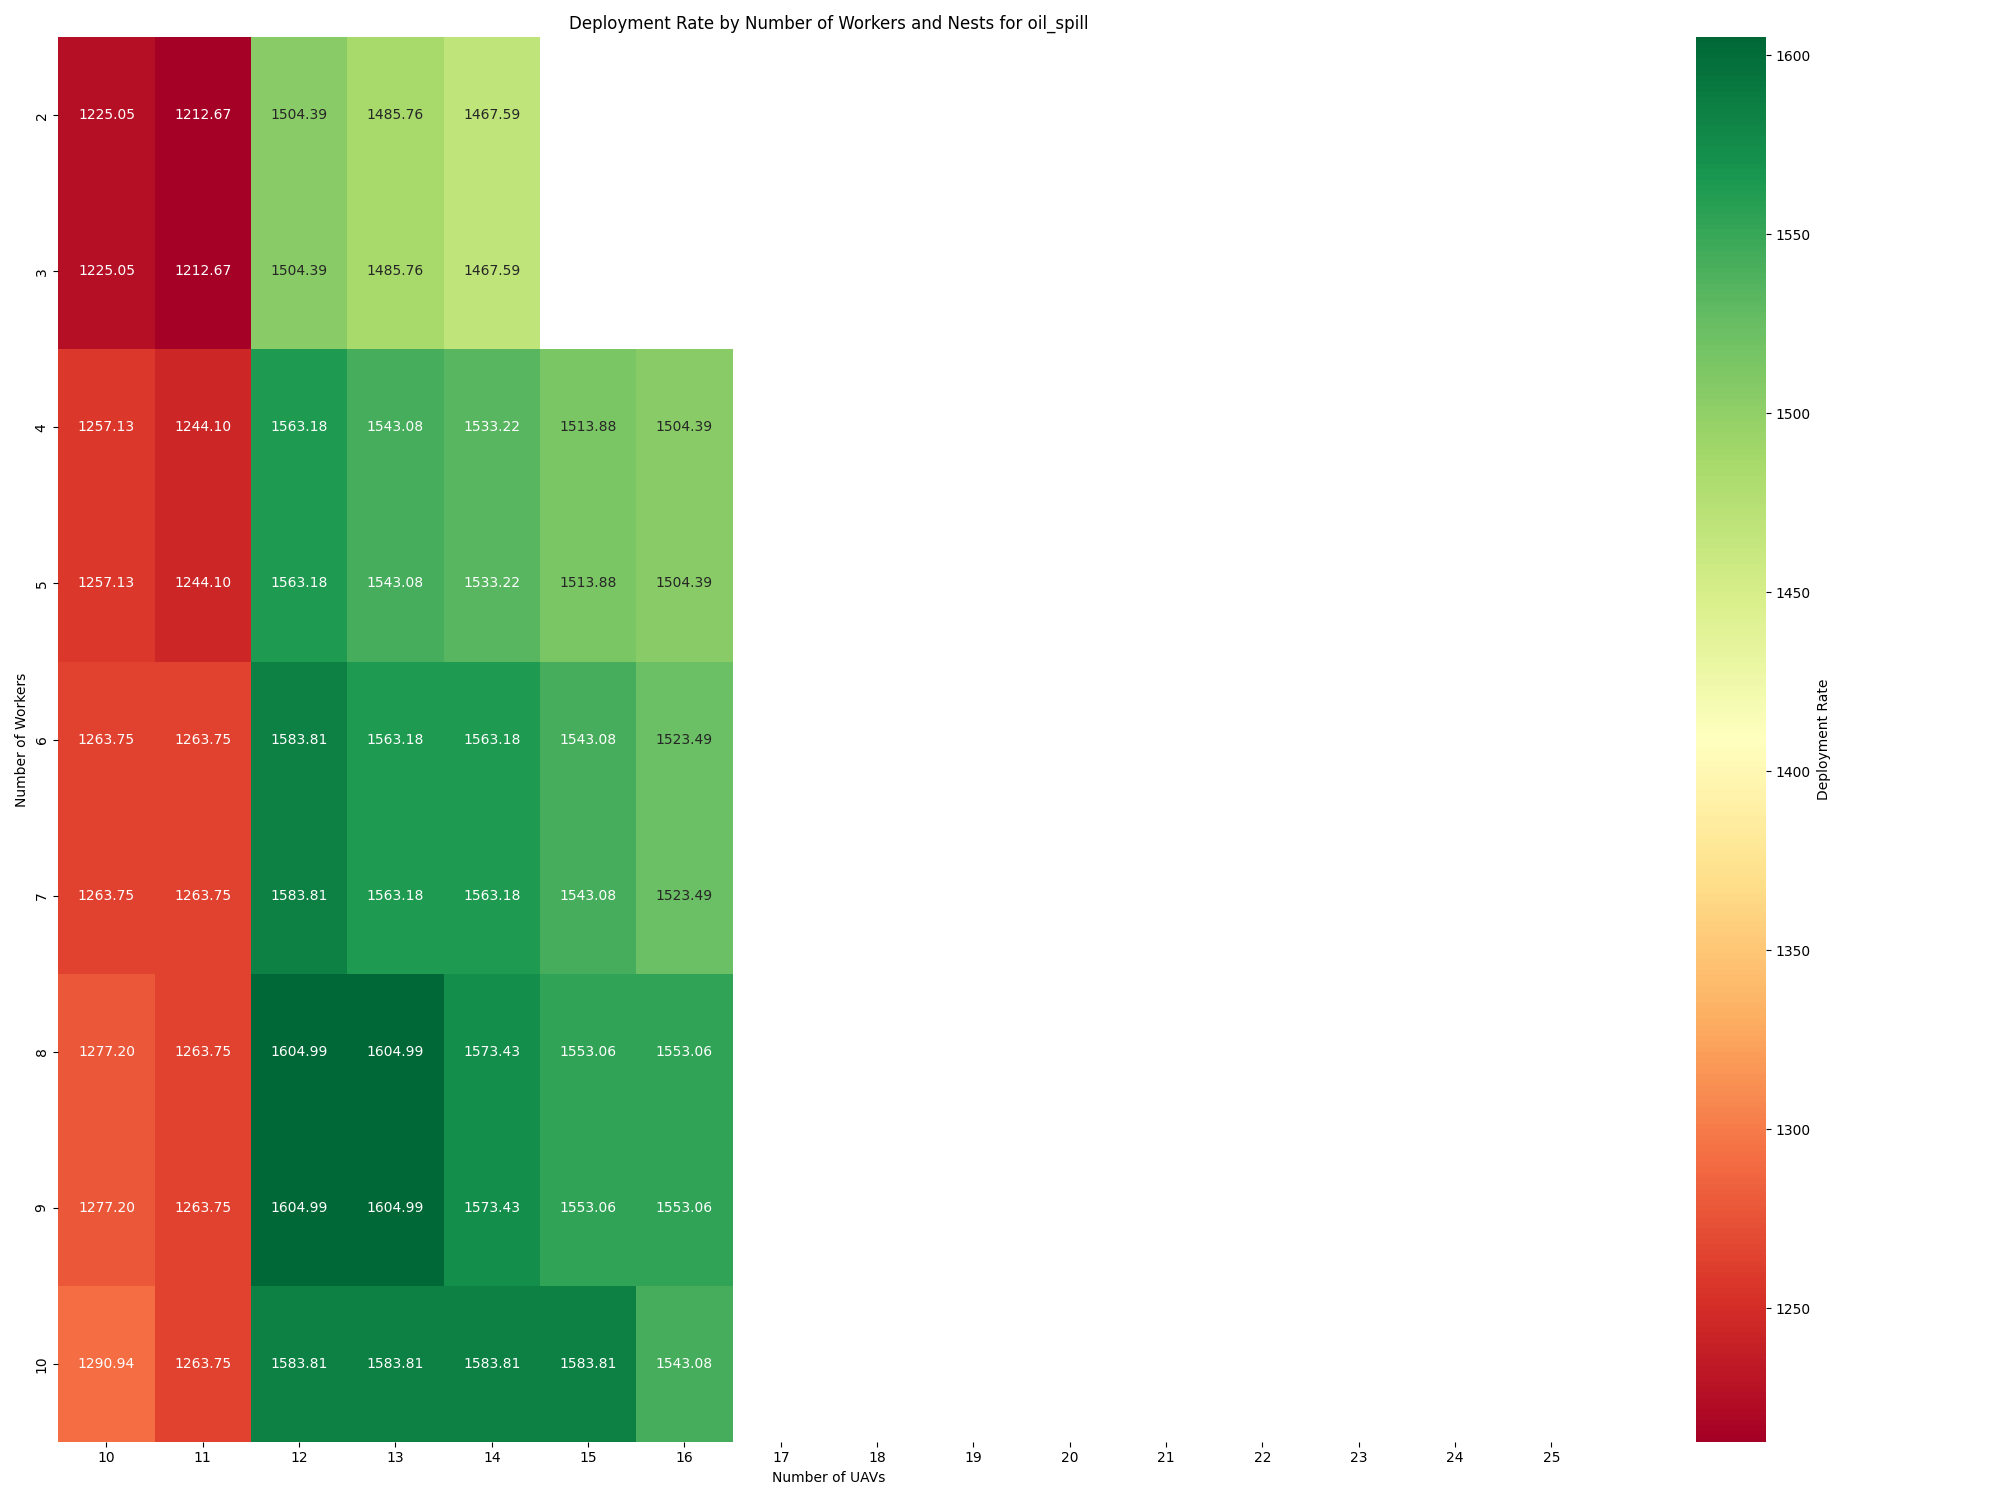 Deployment Rate by Number of Workers and Nests for oil_spill
2 1225.05 1212.67 1504.39 1485.76 1467.59
3 1225.05 1212.67 1504.39 1485.76 1467.59
4 1257.13 1244.10 1563.18 1543.08 1533.22 1513.88 1504.39
5 1257.13 1244.10 1563.18 1543.08 1533.22 1513.88 1504.39
6 1263.75 1263.75 1583.81 1563.18 1563.18 1543.08 1523.49
7 1263.75 1263.75 1583.81 1563.18 1563.18 1543.08 1523.49
8 1277.20 1263.75 1604.99 1604.99 1573.43 1553.06 1553.06
9 1277.20 1263.75 1604.99 1604.99 1573.43 1553.06 1553.06
10 1290.94 1263.75 1583.81 1583.81 1583.81 1583.81 1543.08
Number of Workers
10 11 12 13 14 15 16 17 18 19 20 21 22 23 24 25
Number of UAVs
1600
1550
1500
1450
1400
1350
1300
1250
Deployment Rate